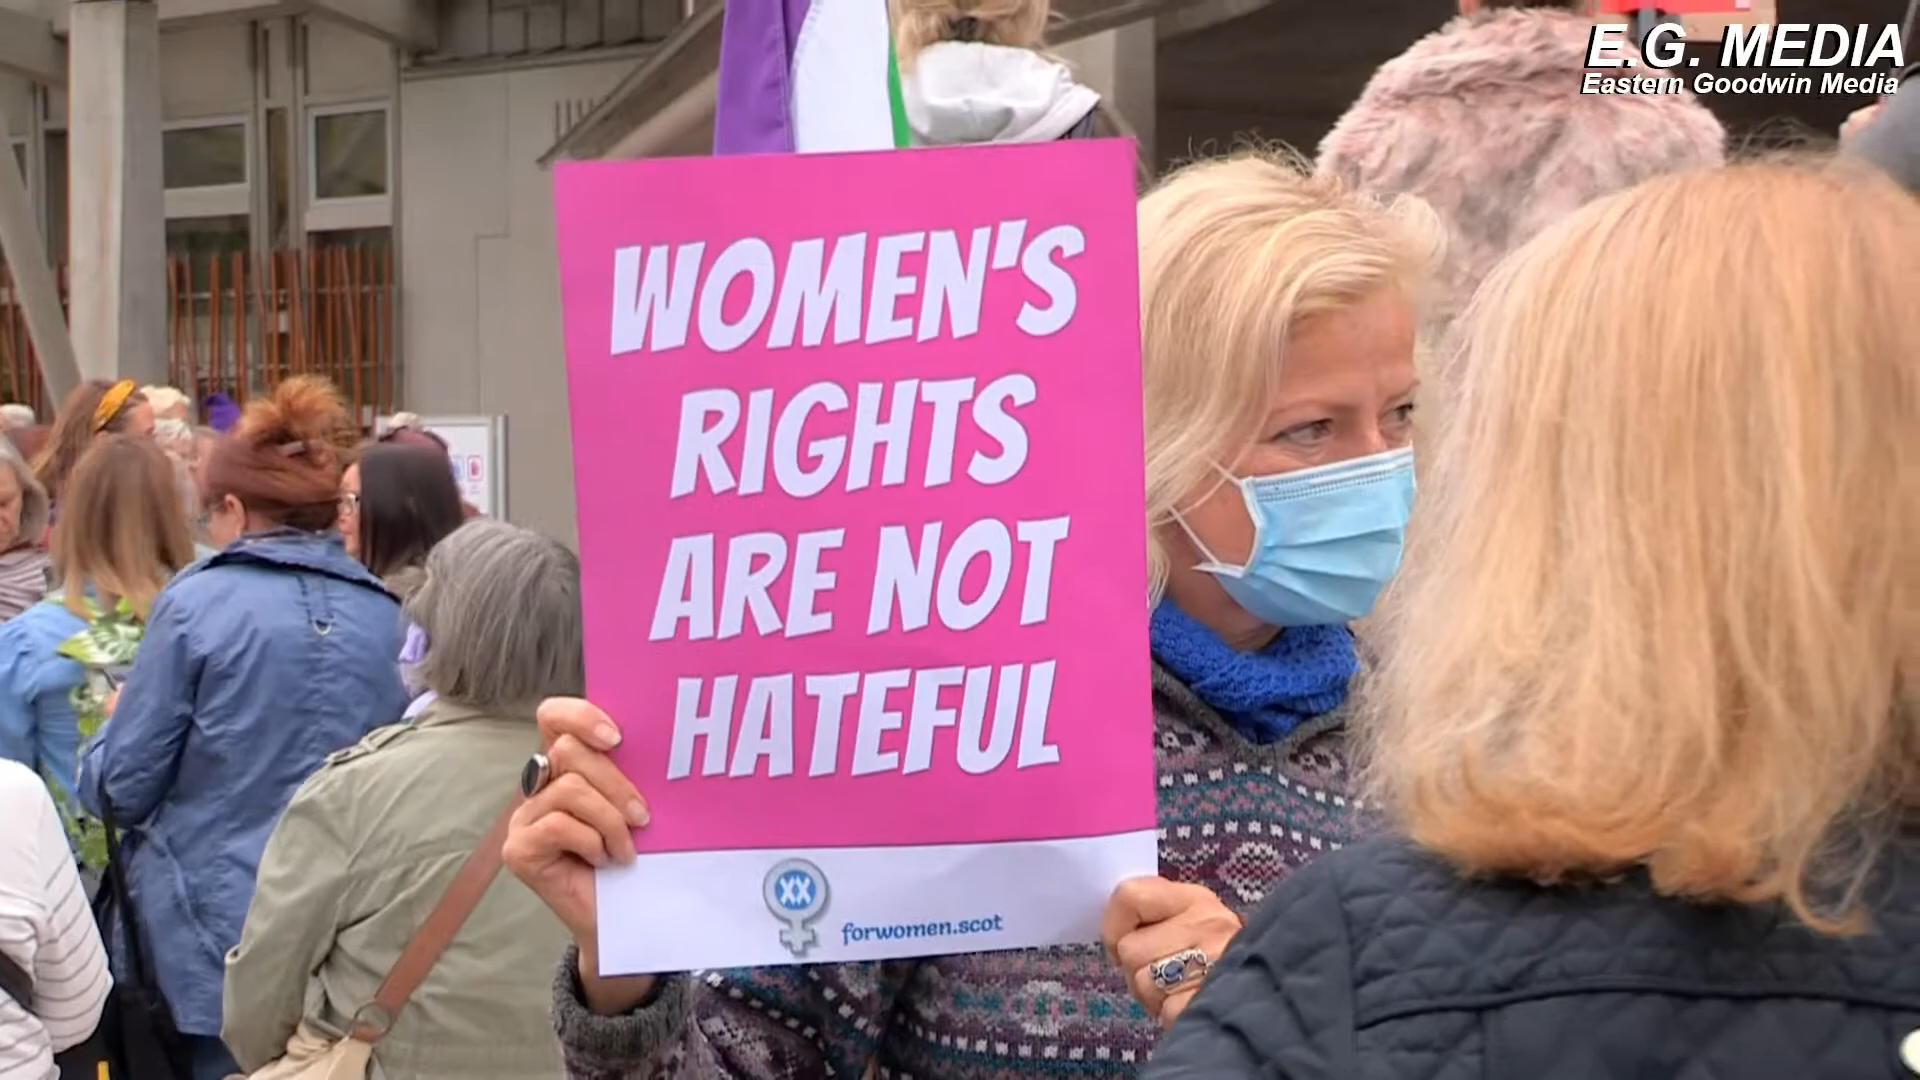 E.G. MEDIA
Eastern Goodwin Media
WOMEN'S
RIGHTS
ARE NOT
HATEFUL
XX
forwomen.scot